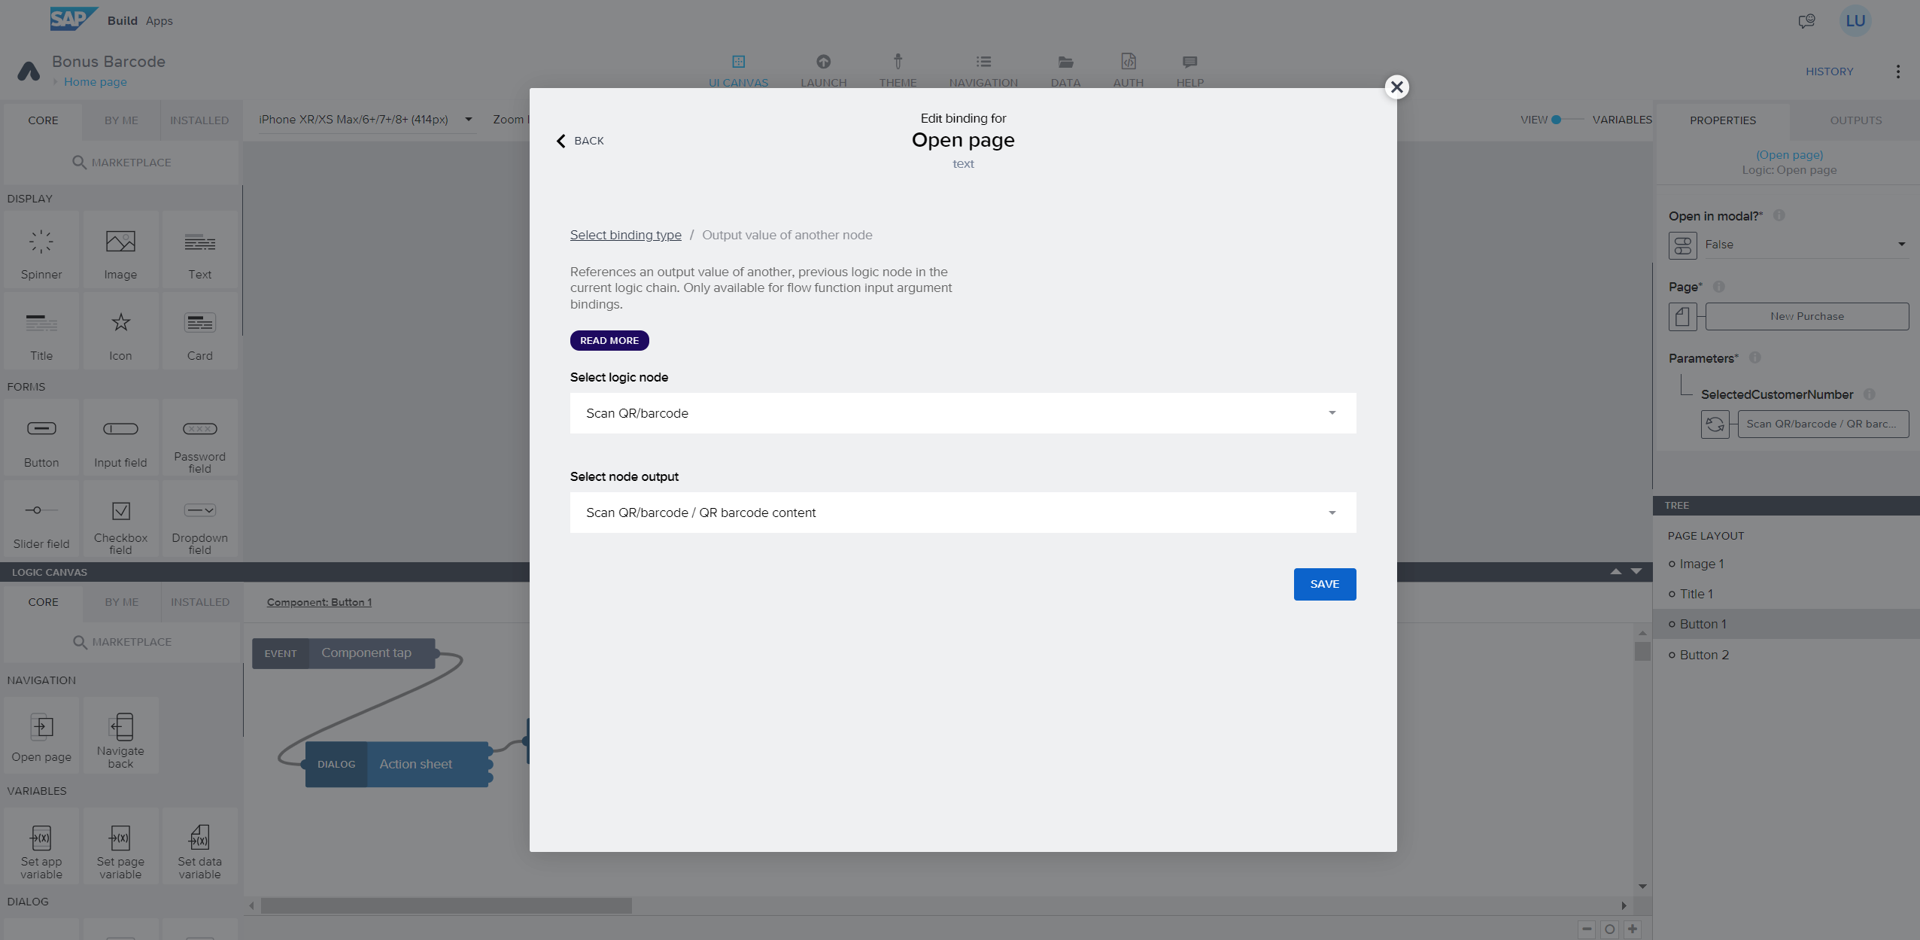 SAP Build Apps
LU
Bonus Barcode
Home page
UI CANVAS
LAUNCH
THEME
NAVIGATION
DATA
AUTH
HELP
HISTORY
CORE
BY ME
INSTALLED
MARKETPLACE
iPhone XR/XS Max/6+/7+/8+ (414px)
Zoom
VIEW
VARIABLES
DISPLAY
Spinner
Image
Text
Title
Icon
Card
FORMS
Button
Input field
Password
field
Slider field
Checkbox
field
Dropdown
field
BACK
Edit binding for
Open page
text
Select binding type / Output value of another node
References an output value of another, previous logic node in the
current logic chain. Only available for flow function input argument
bindings.
READ MORE
Select logic node
Scan QR/barcode
Select node output
Scan QR/barcode / QR barcode content
SAVE
PROPERTIES
OUTPUTS
(Open page)
Logic: Open page
Open in modal?*
False
Page*
New Purchase
Parameters*
SelectedCustomerNumber
Scan QR/barcode / QR barc...
TREE
PAGE LAYOUT
Image 1
Title 1
Button 1
Button 2
LOGIC CANVAS
CORE
BY ME
INSTALLED
MARKETPLACE
Component: Button 1
EVENT
Component tap
DIALOG
Action sheet
NAVIGATION
Open page
Navigate
back
VARIABLES
Set app
variable
Set page
variable
Set data
variable
DIALOG